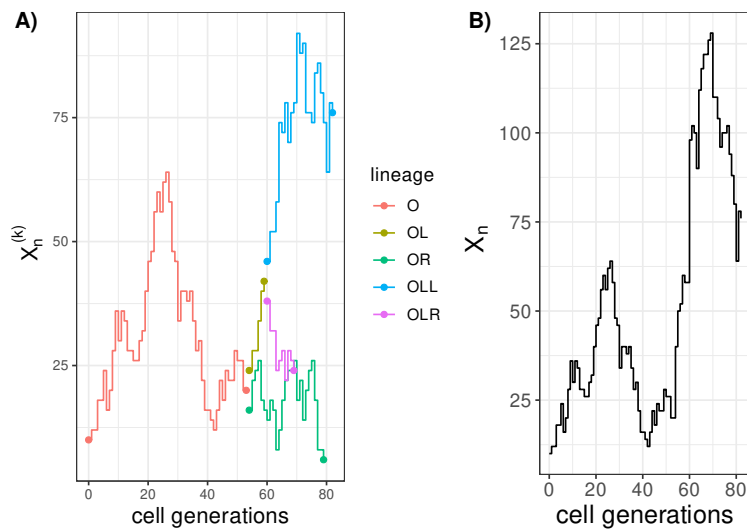 A)
X_n^(k)
75
50
25
0
20
40
60
80
cell generations
lineage
O
OL
OR
OLL
OLR
B)
X_n
125
100
75
50
25
0
20
40
60
80
cell generations